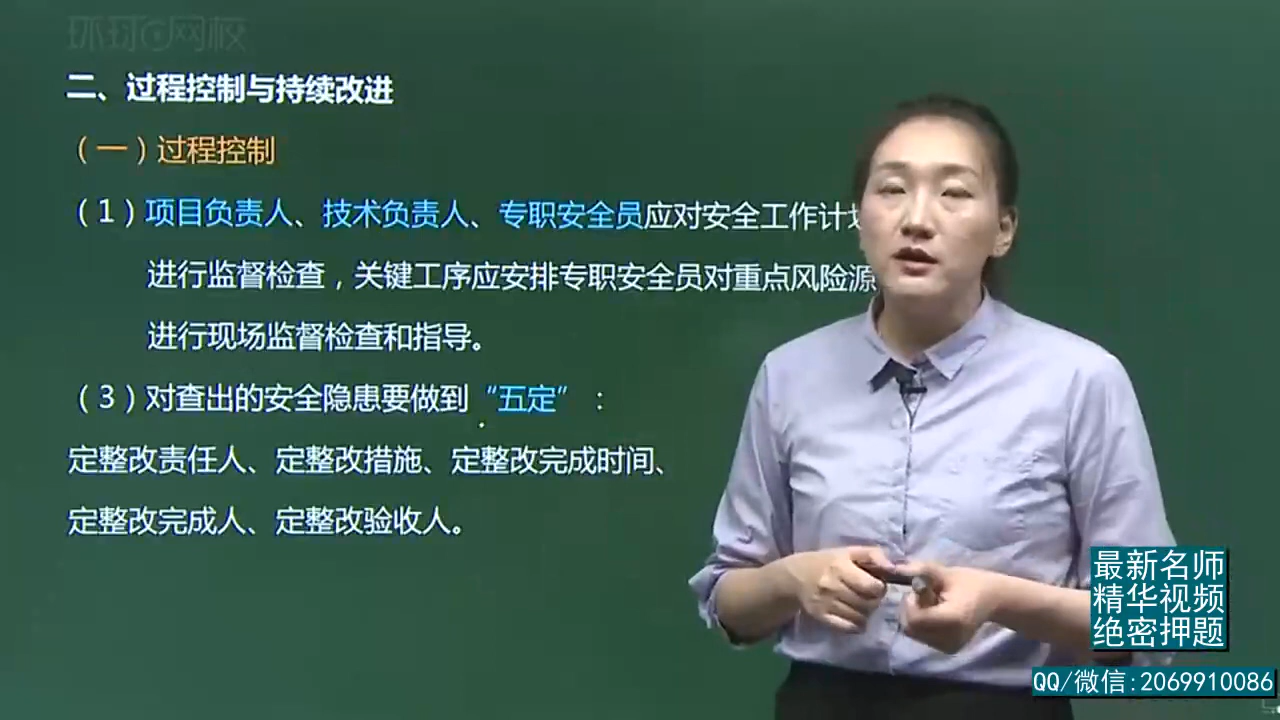 环球网校
二、过程控制与持续改进
（一）过程控制
（1）项目负责人、技术负责人、专职安全员应对安全工作计
进行监督检查，关键工序应安排专职安全员对重点风险源
进行现场监督检查和指导。
（3）对查出的安全隐患要做到“五定”：
定整改责任人、定整改措施、定整改完成时间、
定整改完成人、定整改验收人。
最新名师
精华视频
绝密押题
QQ/微信:2069910086